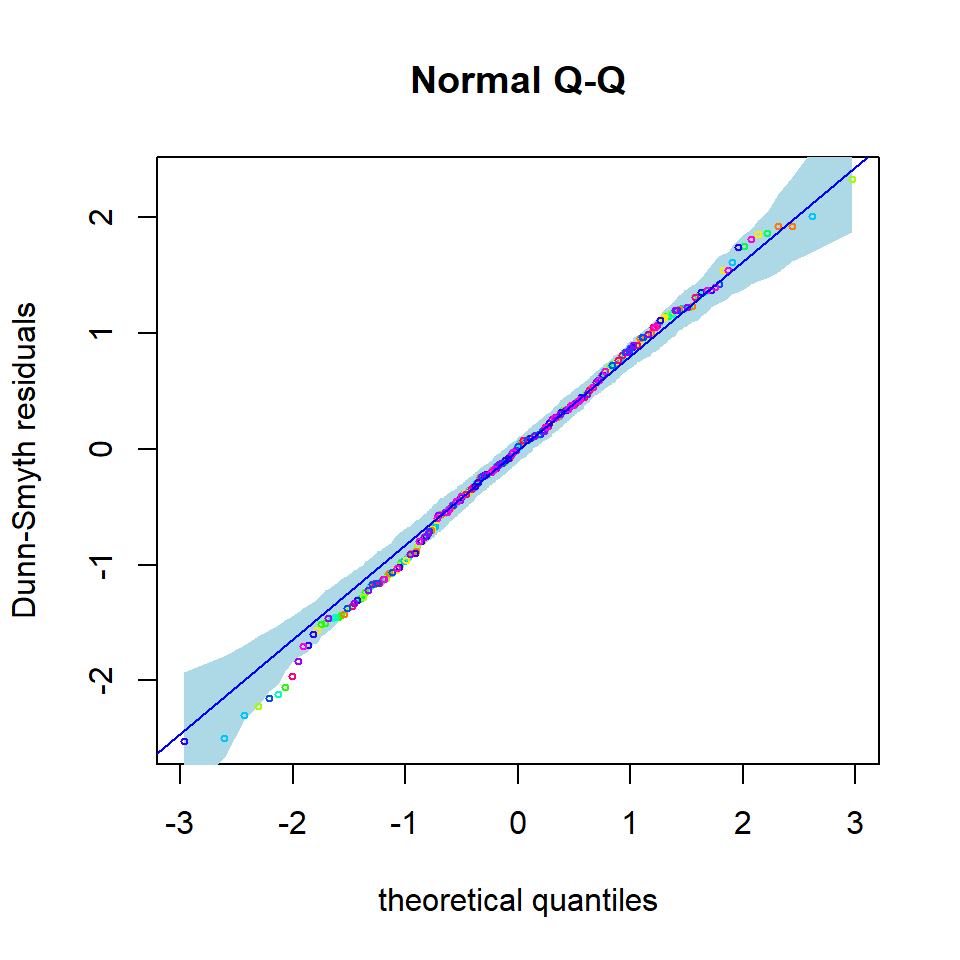 Normal Q-Q
2
1
0
-1
-2
Dunn-Smyth residuals
-3 -2 -1 0 1 2 3
theoretical quantiles